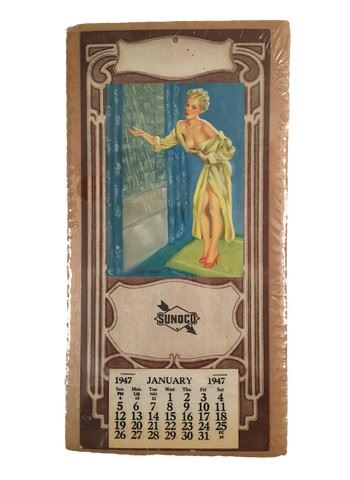 SUNOCO
1947 JANUARY 1947
Sun Mon Tue Wed Thu Fri Sat
1 2 3 4
5 6 7 8 9 10 11
12 13 14 15 16 17 18
19 20 21 22 23 24 25
26 27 28 29 30 31